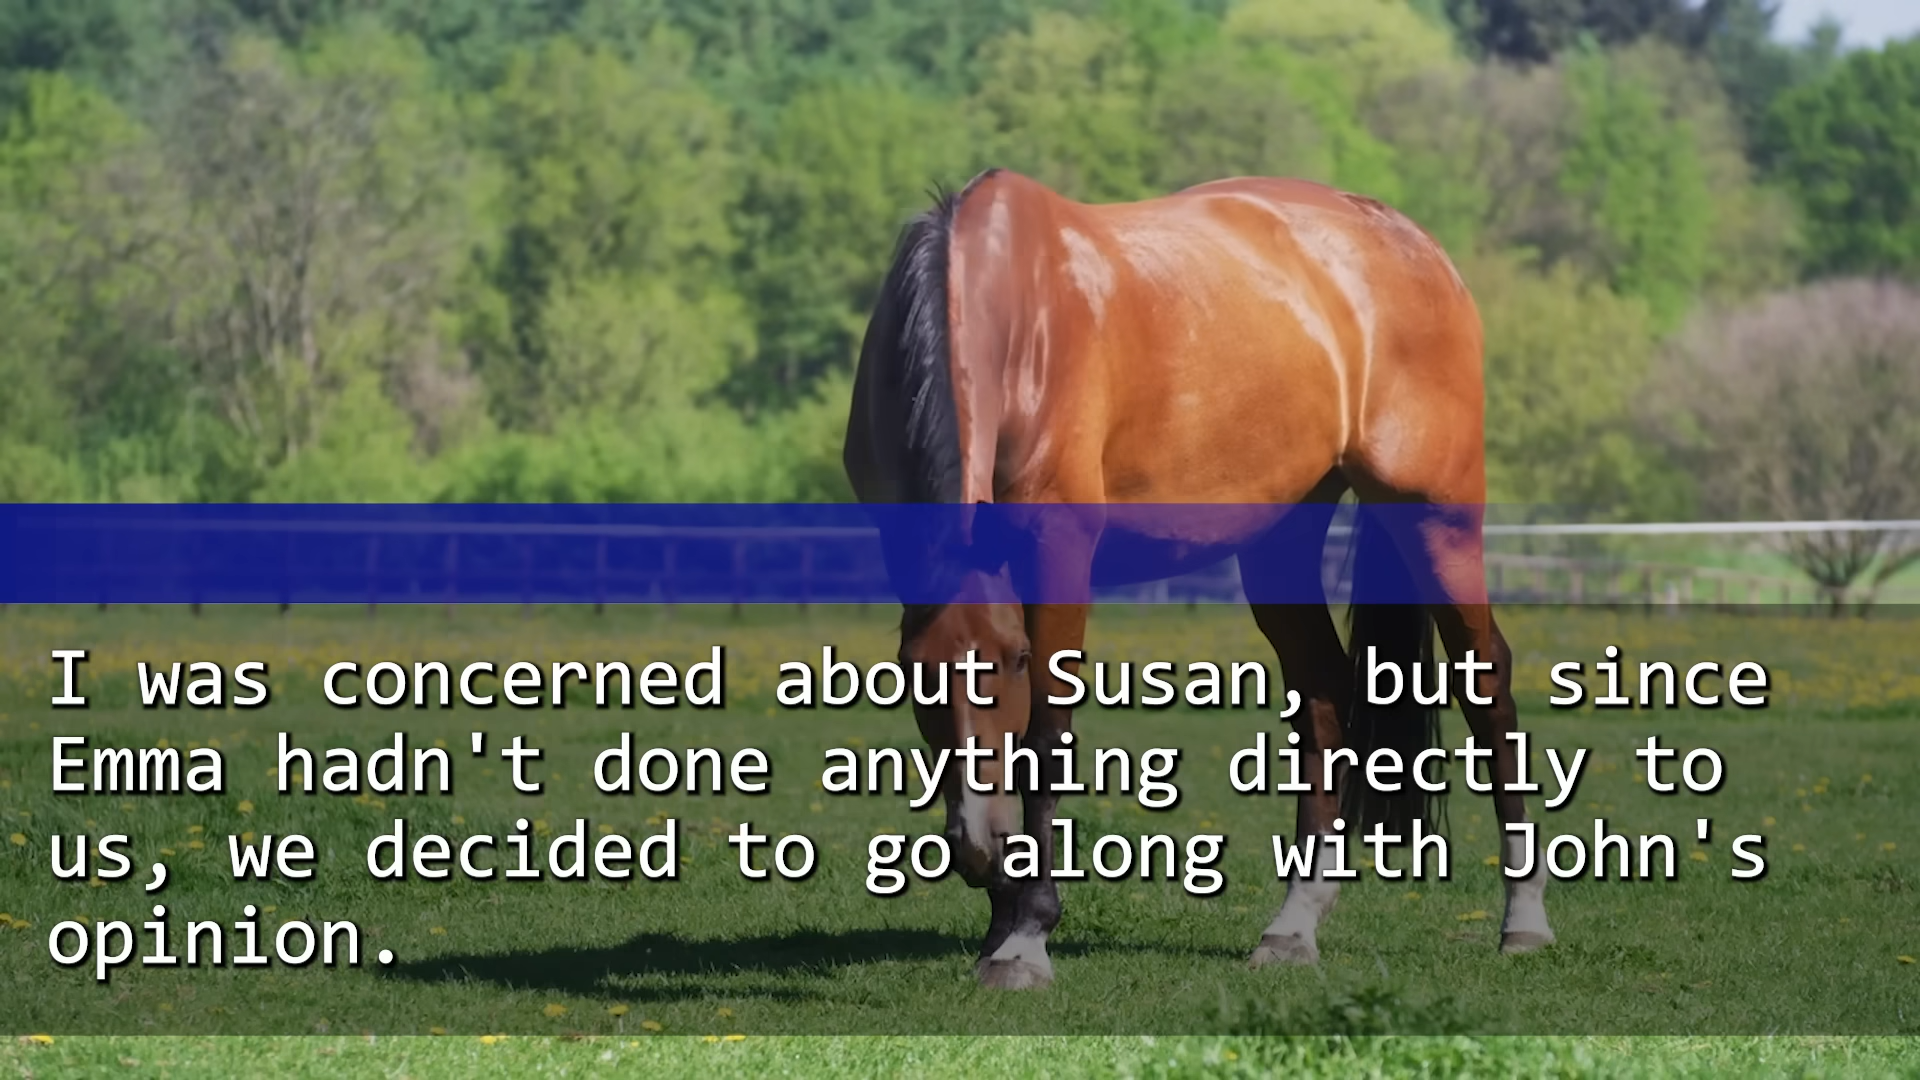 I was concerned about Susan, but since
Emma hadn't done anything directly to
us, we decided to go along with John's
opinion.